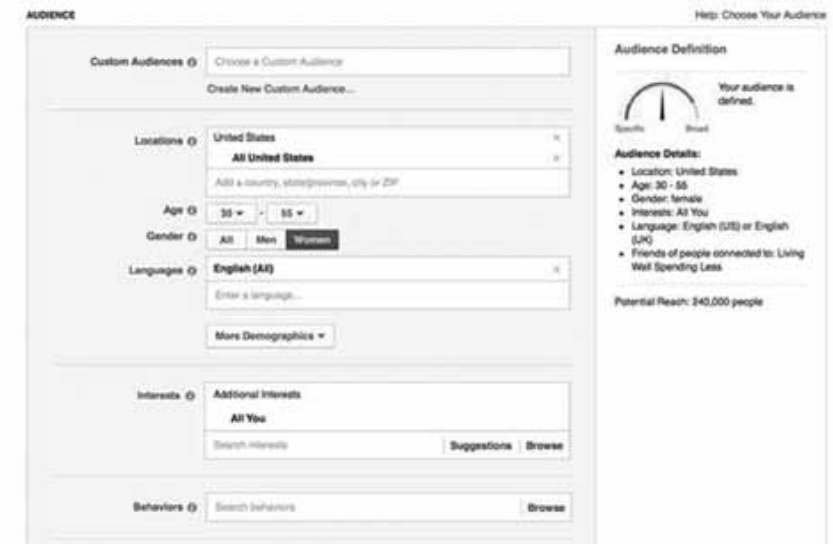 AUDIENCE
Help: Choose Your Audience
Custom Audiences
Choose a Custom Audience
Create New Custom Audience...
Locations
United States
All United States
Add a country, state/province, city or ZIP
Age
30 - 55
Gender
All Men Women
Languages
English (All)
Enter a language...
More Demographics
Interests
Additional Interests
All You
Search interests
Suggestions Browse
Behaviors
Search behaviors
Browse
Audience Definition
Your audience is
defined.
Specific Broad
Audience Details:
• Location: United States
• Age: 30 - 55
• Gender: female
• Interests: All You
• Language: English (US) or English
(UK)
• Friends of people connected to: Living
Well Spending Less
Potential Reach: 240,000 people